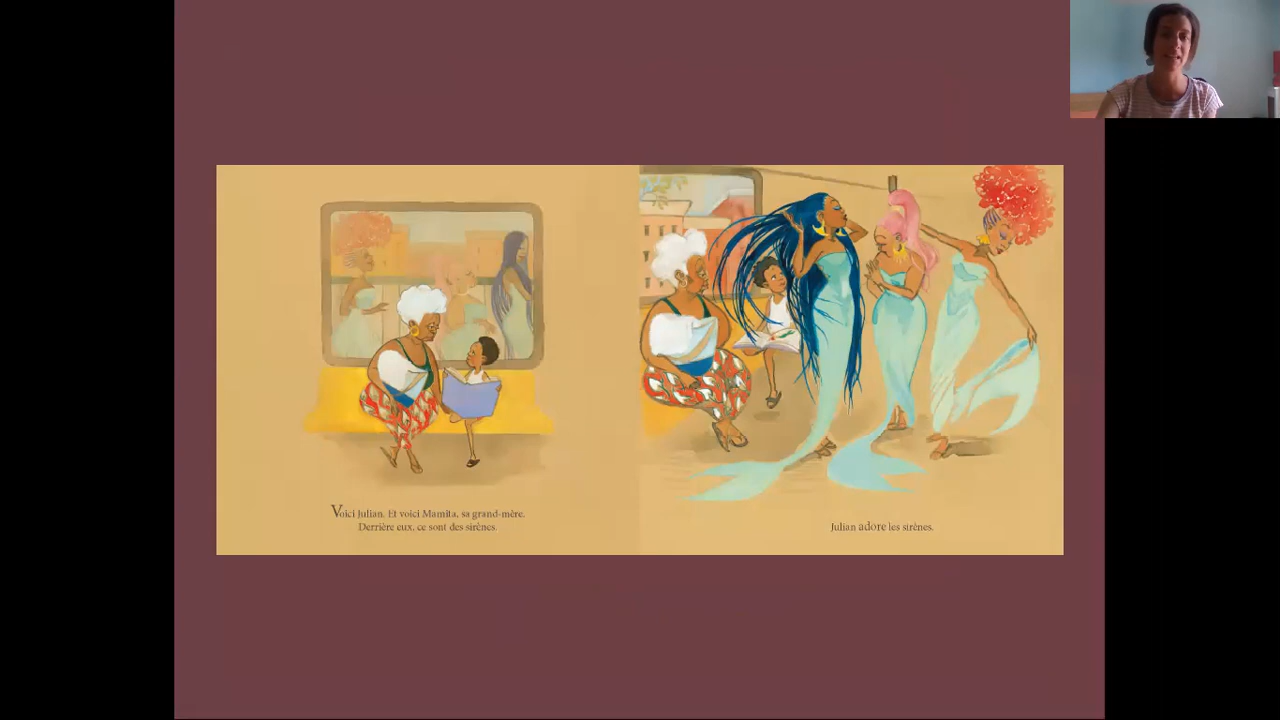 Voici Julian. Et voici Mamita, sa grand-mère.
Derrière eux, ce sont des sirènes.
Julian adore les sirènes.